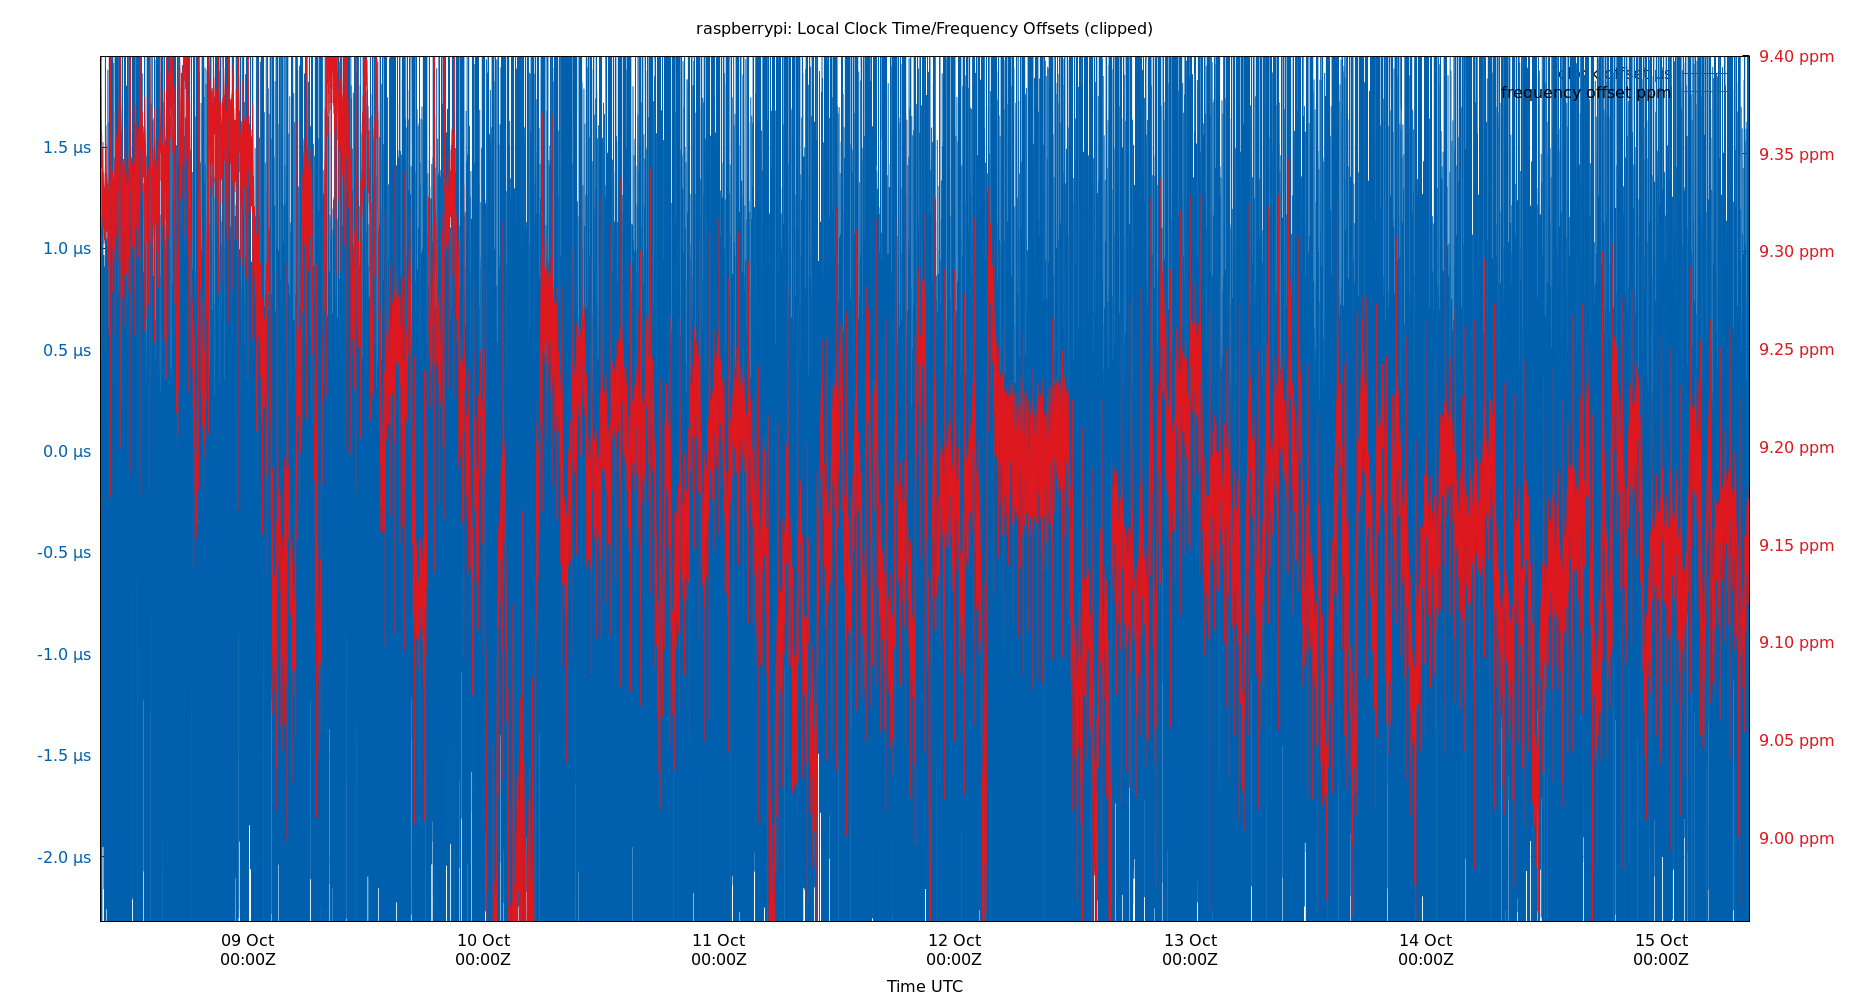 raspberrypi: Local Clock Time/Frequency Offsets (clipped)
9.40 ppm
clock offset µs
frequency offset ppm
1.5 µs
9.35 ppm
1.0 µs
9.30 ppm
0.5 µs
9.25 ppm
0.0 µs
9.20 ppm
-0.5 µs
9.15 ppm
-1.0 µs
9.10 ppm
-1.5 µs
9.05 ppm
-2.0 µs
9.00 ppm
09 Oct 10 Oct 11 Oct 12 Oct 13 Oct 14 Oct 15 Oct
00:00Z 00:00Z 00:00Z 00:00Z 00:00Z 00:00Z 00:00Z
Time UTC